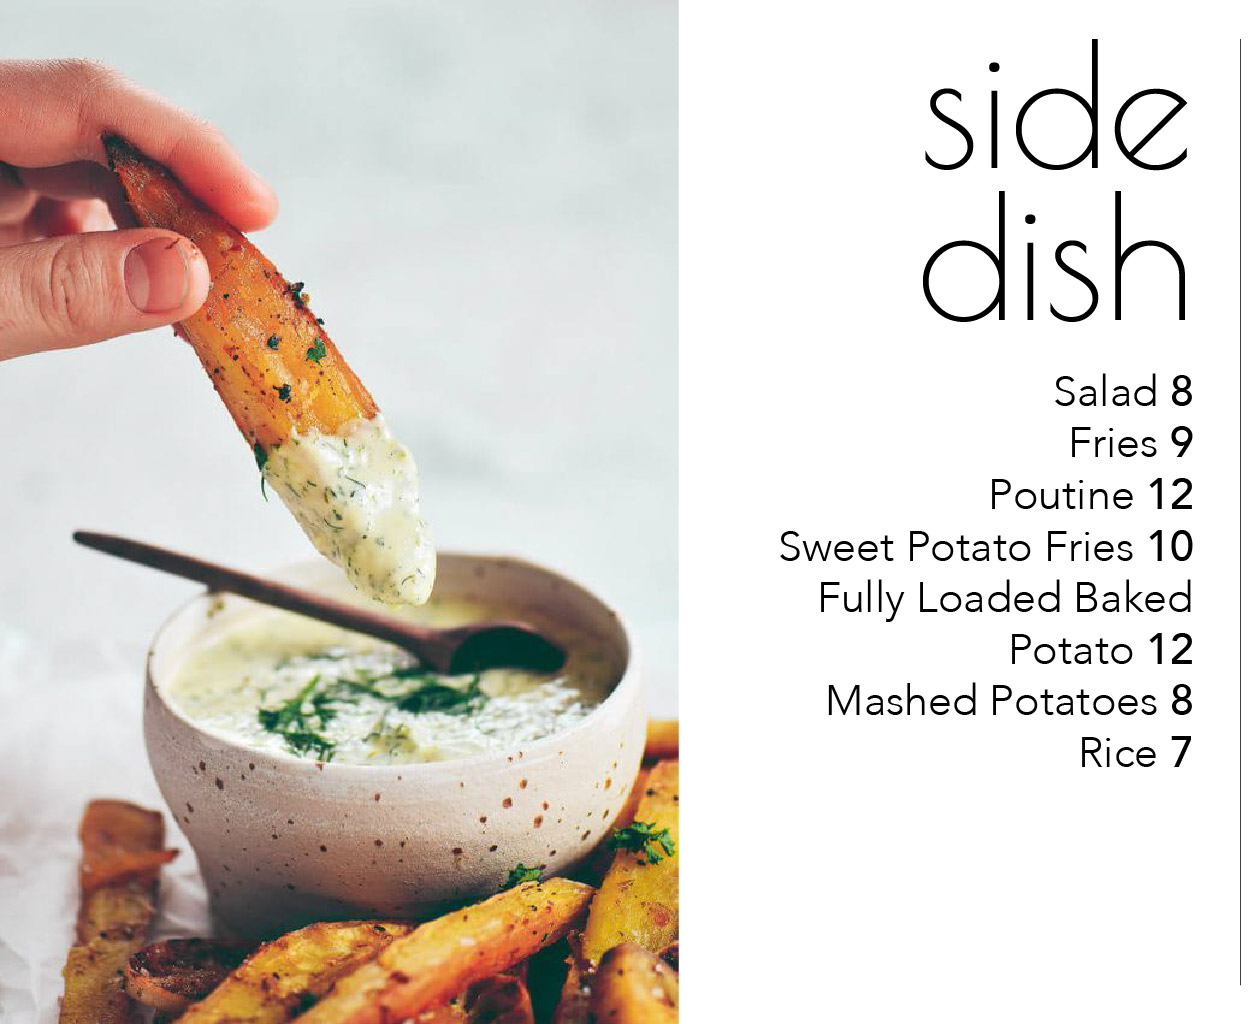 side
dish
Salad 8
Fries 9
Poutine 12
Sweet Potato Fries 10
Fully Loaded Baked
Potato 12
Mashed Potatoes 8
Rice 7